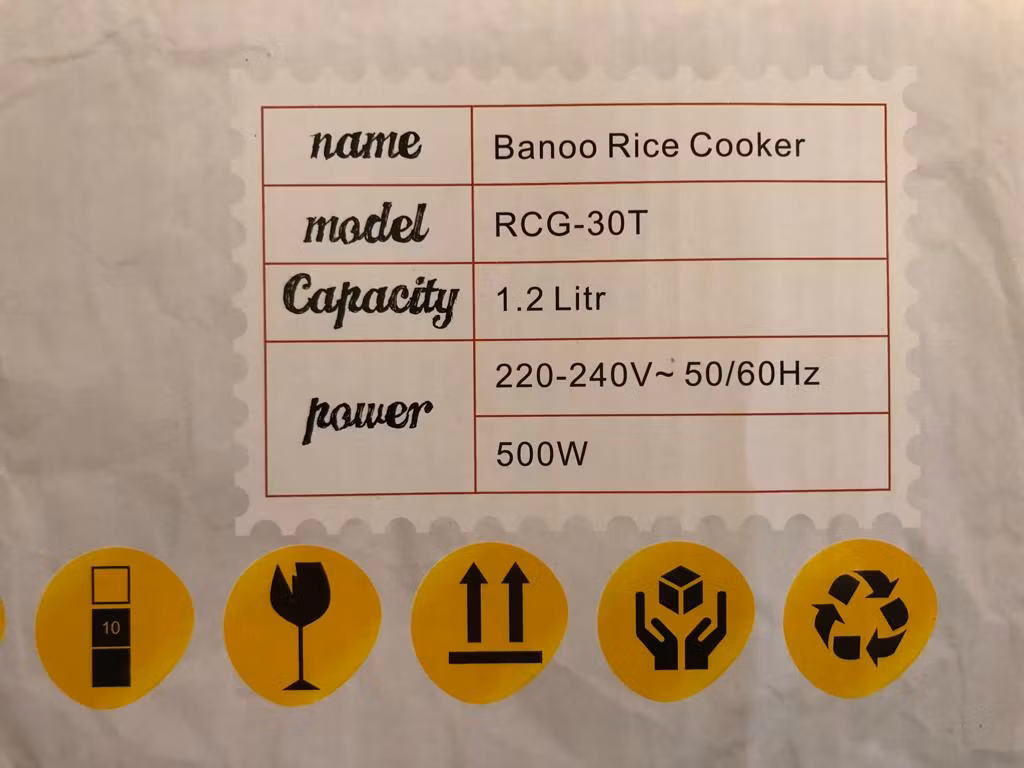 name Banoo Rice Cooker
model RCG-30T
Capacity 1.2 Litr
power 220-240V~ 50/60Hz
500W
10